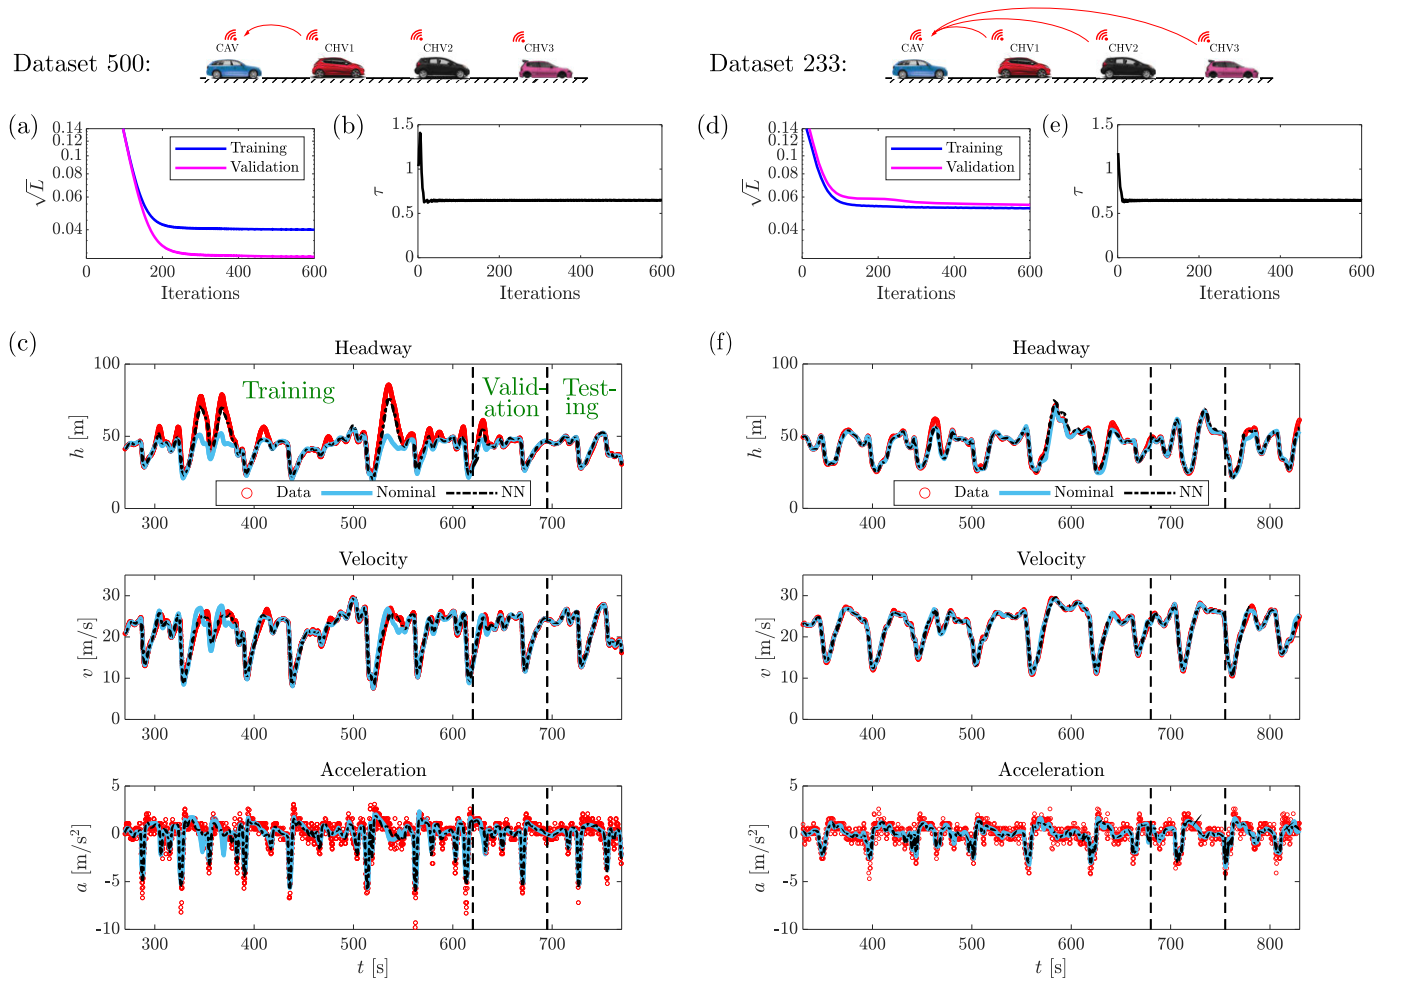 Dataset 500:
CAV
CHV1
CHV2
CHV3
Dataset 233:
CAV
CHV1
CHV2
CHV3
(a)
√L
0.14
0.12
0.1
0.06
0.04
Training
Validation
0 200 400 600
Iterations
(b)
τ
1.5
1
0.5
0
0 200 400 600
Iterations
(d)
√L
0.14
0.12
0.1
0.06
0.04
Training
Validation
0 200 400 600
Iterations
(e)
τ
1.5
1
0.5
0
0 200 400 600
Iterations
(c)
Headway
h [m]
100
50
0
Training
Valid-
ation
Test-
ing
Data Nominal NN
300 400 500 600 700
Velocity
v [m/s]
30
20
10
0
300 400 500 600 700
Acceleration
a [m/s²]
5
0
-5
-10
300 400 500 600 700
t [s]
(f)
Headway
h [m]
100
50
0
Data Nominal NN
400 500 600 700 800
Velocity
v [m/s]
30
20
10
0
400 500 600 700 800
Acceleration
a [m/s²]
5
0
-5
-10
400 500 600 700 800
t [s]